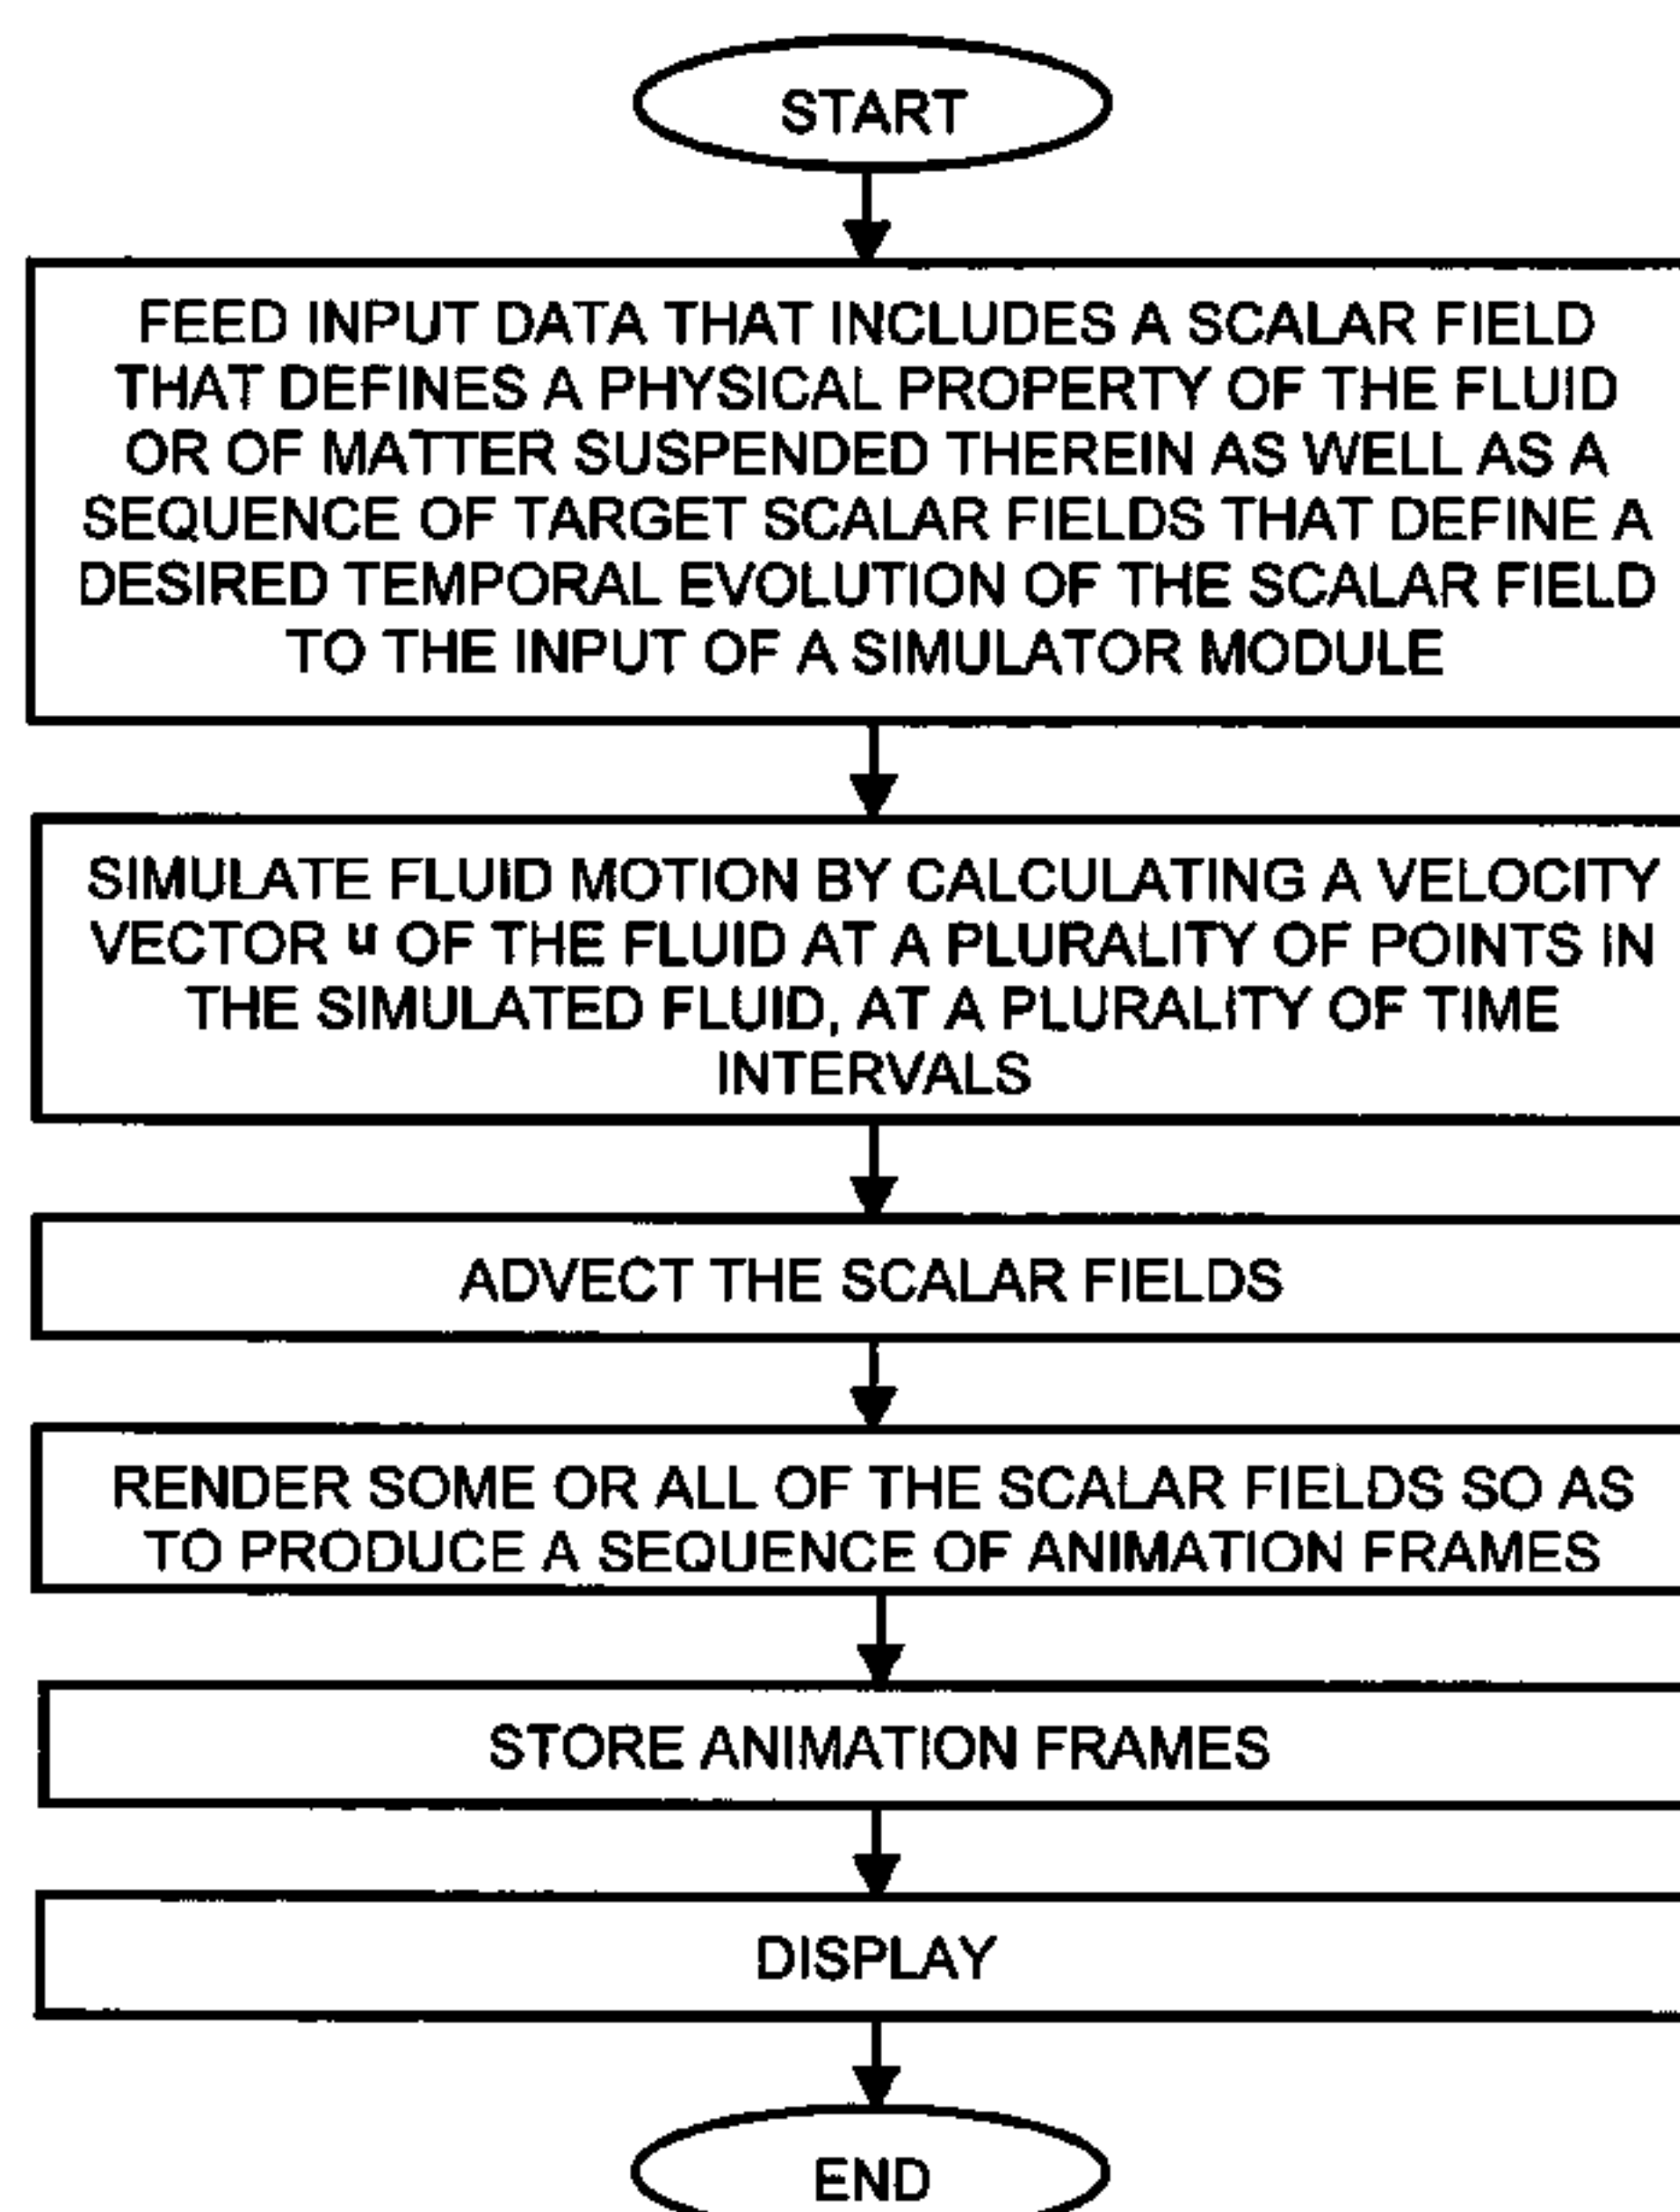 START
FEED INPUT DATA THAT INCLUDES A SCALAR FIELD
THAT DEFINES A PHYSICAL PROPERTY OF THE FLUID
OR OF MATTER SUSPENDED THEREIN AS WELL AS A
SEQUENCE OF TARGET SCALAR FIELDS THAT DEFINE A
DESIRED TEMPORAL EVOLUTION OF THE SCALAR FIELD
TO THE INPUT OF A SIMULATOR MODULE
SIMULATE FLUID MOTION BY CALCULATING A VELOCITY
VECTOR u OF THE FLUID AT A PLURALITY OF POINTS IN
THE SIMULATED FLUID, AT A PLURALITY OF TIME
INTERVALS
ADVECT THE SCALAR FIELDS
RENDER SOME OR ALL OF THE SCALAR FIELDS SO AS
TO PRODUCE A SEQUENCE OF ANIMATION FRAMES
STORE ANIMATION FRAMES
DISPLAY
END